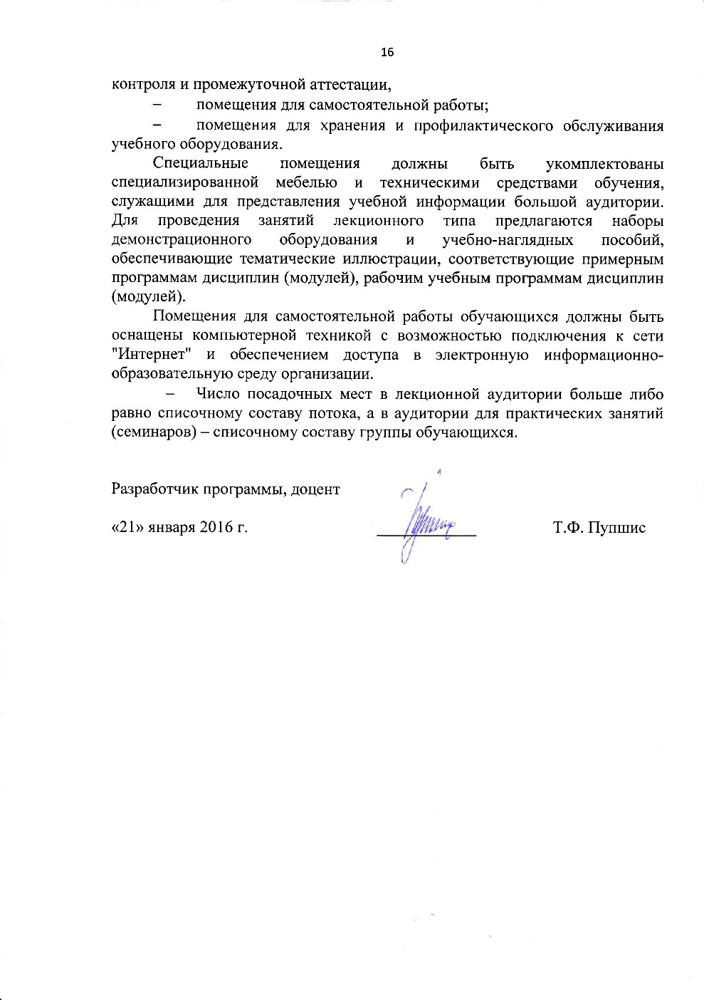 16
контроля и промежуточной аттестации,
– помещения для самостоятельной работы;
– помещения для хранения и профилактического обслуживания
учебного оборудования.
Специальные помещения должны быть укомплектованы
специализированной мебелью и техническими средствами обучения,
служащими для представления учебной информации большой аудитории.
Для проведения занятий лекционного типа предлагаются наборы
демонстрационного оборудования и учебно-наглядных пособий,
обеспечивающие тематические иллюстрации, соответствующие примерным
программам дисциплин (модулей), рабочим учебным программам дисциплин
(модулей).
Помещения для самостоятельной работы обучающихся должны быть
оснащены компьютерной техникой с возможностью подключения к сети
"Интернет" и обеспечением доступа в электронную информационно-
образовательную среду организации.
– Число посадочных мест в лекционной аудитории больше либо
равно списочному составу потока, а в аудитории для практических занятий
(семинаров) – списочному составу группы обучающихся.
Разработчик программы, доцент
«21» января 2016 г. Т.Ф. Пупшис